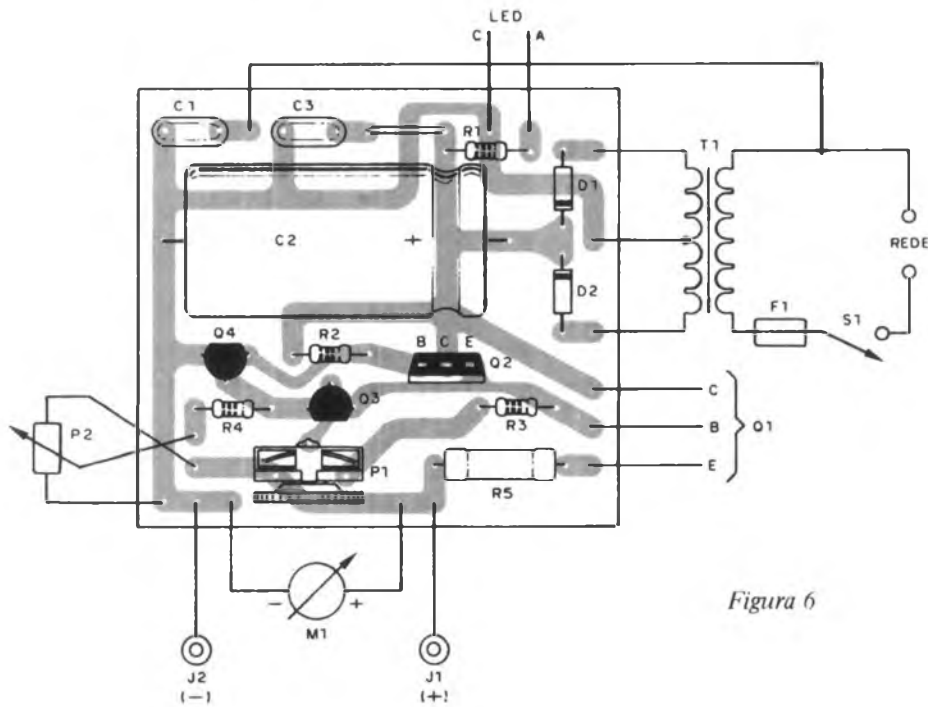 LED
C A
C1
C3
R1
T1
D1
C2
+
REDE
D2
F1
S1
Q4
R2
B C E
Q2
C
Q3
P2
R4
R3
B
Q1
P1
E
R5
- +
M1
Figura 6
J2
(-)
J1
(+)